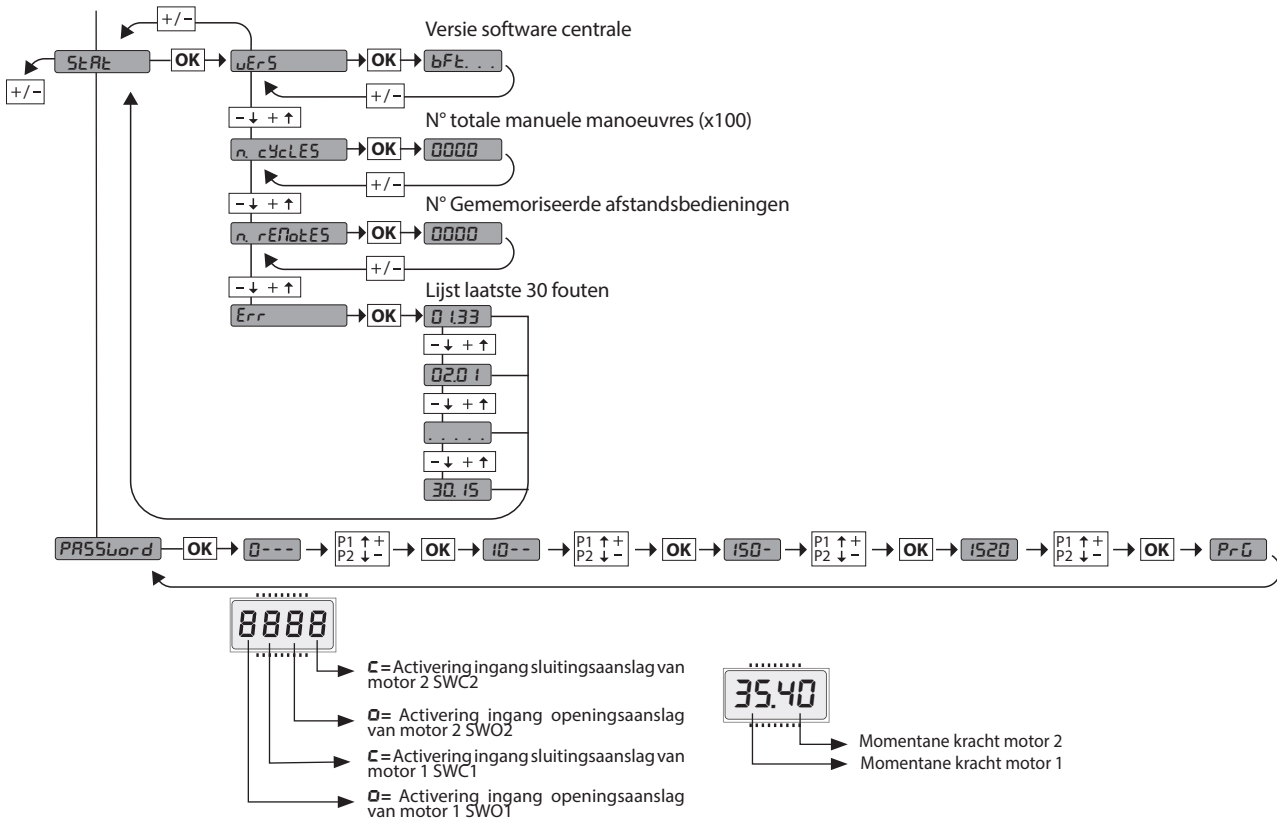 +/-
Versie software centrale
StAt OK vErS OK bFt. . .
+/-
+/-
- ↓ + ↑
N° totale manuele manoeuvres (x100)
n. cYcLES OK 0000
+/-
- ↓ + ↑
N° Gememoriseerde afstandsbedieningen
n. rEMotES OK 0000
+/-
- ↓ + ↑
Lijst laatste 30 fouten
Err OK 01.33
- ↓ + ↑
02.01
- ↓ + ↑
. . . . .
- ↓ + ↑
30.15
PASSword OK 0--- P1 ↑ + OK 10-- P1 ↑ + OK 150- P1 ↑ + OK 1520 P1 ↑ + OK PrG
P2 ↓ - P2 ↓ - P2 ↓ - P2 ↓ -
8888
C = Activering ingang sluitingsaanslag van
motor 2 SWC2
O = Activering ingang openingsaanslag
van motor 2 SWO2
C = Activering ingang sluitingsaanslag van
motor 1 SWC1
O = Activering ingang openingsaanslag
van motor 1 SWO1
35.40
Momentane kracht motor 2
Momentane kracht motor 1